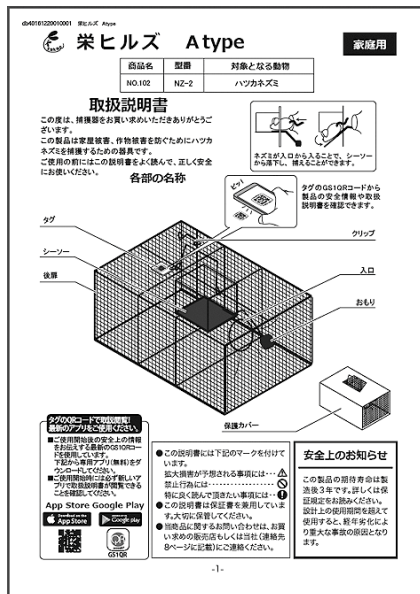 db40161220010001 栄ヒルズ Atype
栄ヒルズ Atype
家庭用
商品名 型番 対象となる動物
NO.102 NZ-2 ハツカネズミ
取扱説明書
この度は、捕獲器をお買い求めいただきありがとうご
ざいます。
この製品は家屋被害、作物被害を防ぐためにハツカ
ネズミを捕獲するための器具です。
ご使用の前にはこの説明書をよく読んで、正しく安全
にお使いください。
ネズミが入口から入ることで、シーソー
から落下し、捕えることができます。
各部の名称
ピッ!
タグのGS1QRコードから
製品の安全情報や取扱
説明書を確認できます。
タグ
シーソー
後扉
クリップ
入口
おもり
保護カバー
タグのQRコードで取説閲覧!
最新のアプリをご使用ください。
■ご使用開始後の安全上の情報
をお伝えする最新のGS1QRコー
ドを使用しています。
下記から専用アプリ(無料)をダ
ウンロードしてください。
■ご使用開始時には必ず新しいア
プリで取扱説明書が閲覧できる
ことを確認してください。
App Store Google Play
Download on the
App Store
Google play
GS1QR
●この説明書には下記のマークを付けて
います。
拡大損害が予想される事項には・・・
禁止行為には
特に良く読んで頂きたい事項には・・
●この説明書は保証書を兼用していま
す。大切に保管してください。
●当商品に関するお問い合わせは、お買
い求めの販売店もしくは当社(連絡先
8ページに記載)にご連絡ください。
安全上のお知らせ
この製品の期待寿命は製
造後3年です。詳しくは保
証規定をお読みください。
設計上の使用期間を超えて
使用すると、経年劣化によ
り重大な事故の原因となり
ます。
-1-